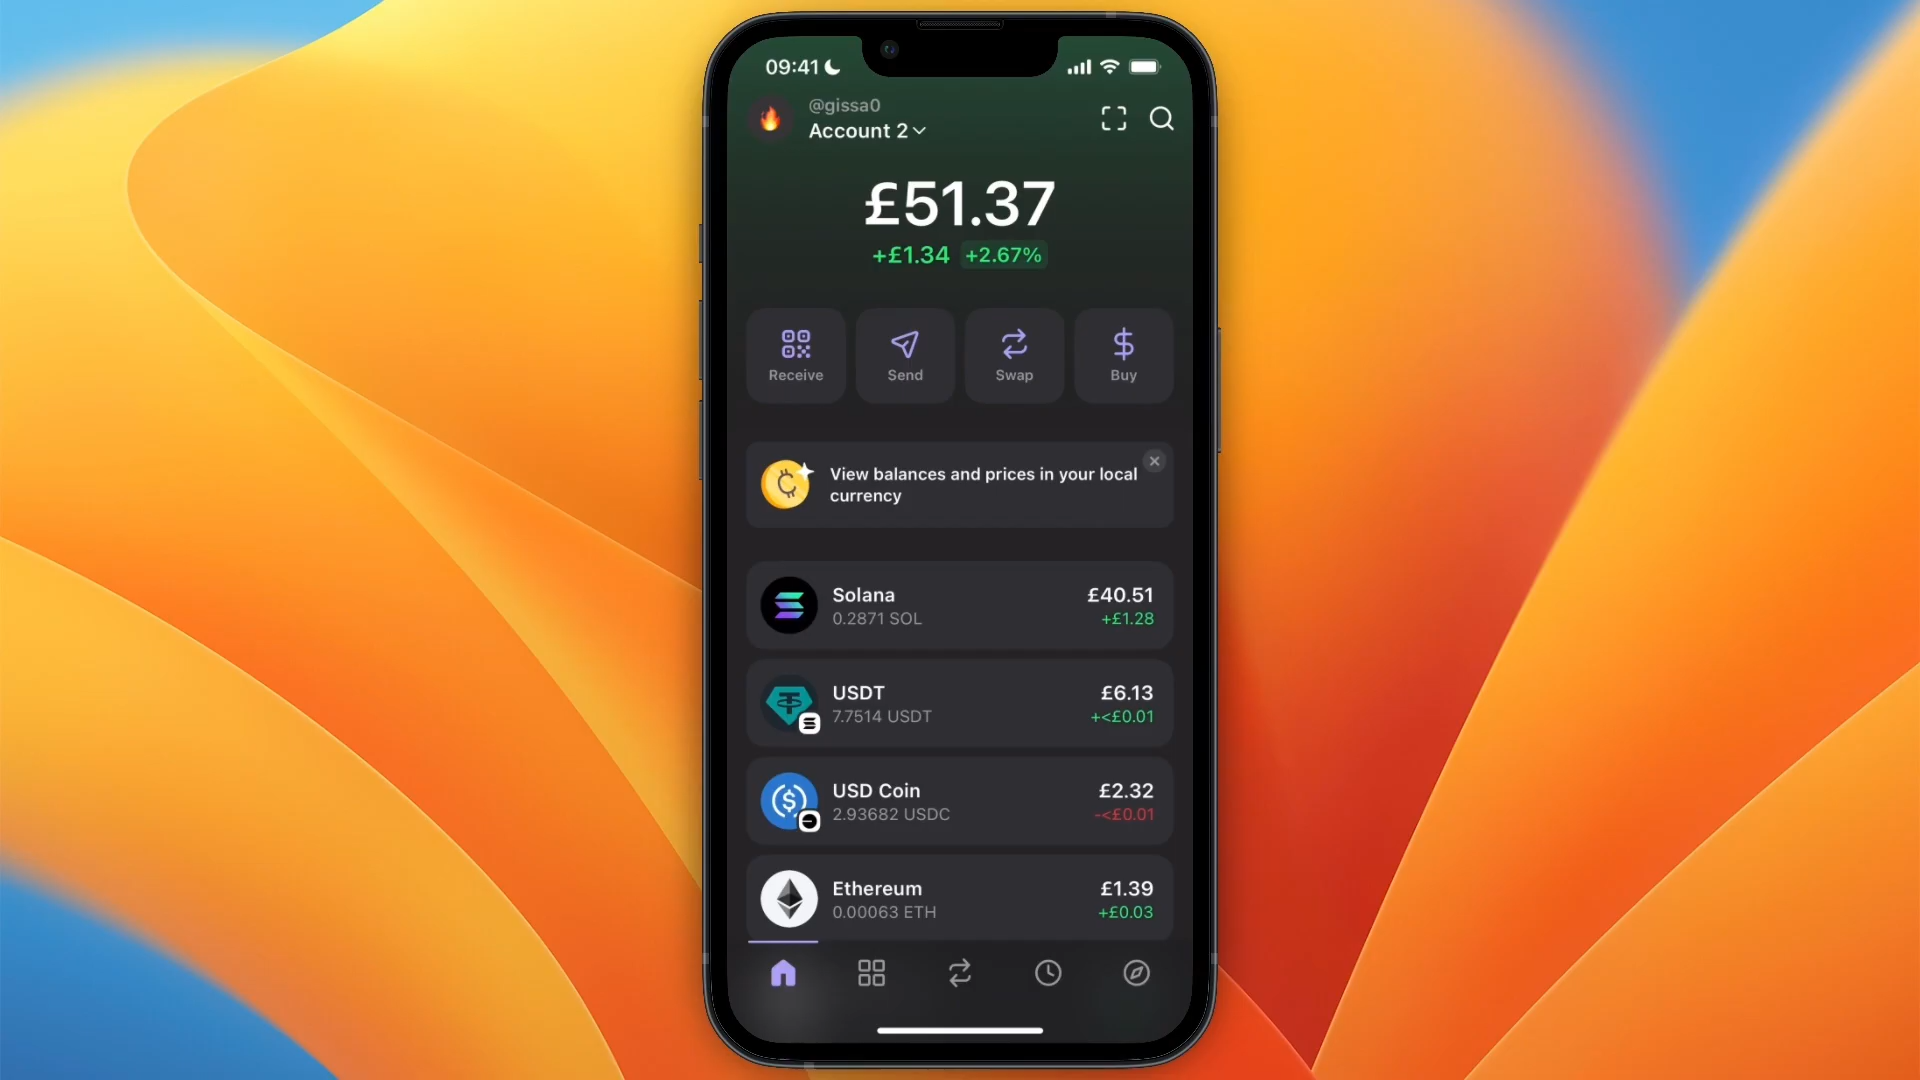 09:41
@gissa0
Account 2
£51.37
+£1.34 +2.67%
Receive
Send
Swap
Buy
View balances and prices in your local
currency
Solana
£40.51
0.2871 SOL
+£1.28
USDT
£6.13
7.7514 USDT
+<£0.01
USD Coin
£2.32
2.93682 USDC
-<£0.01
Ethereum
£1.39
0.00063 ETH
+£0.03